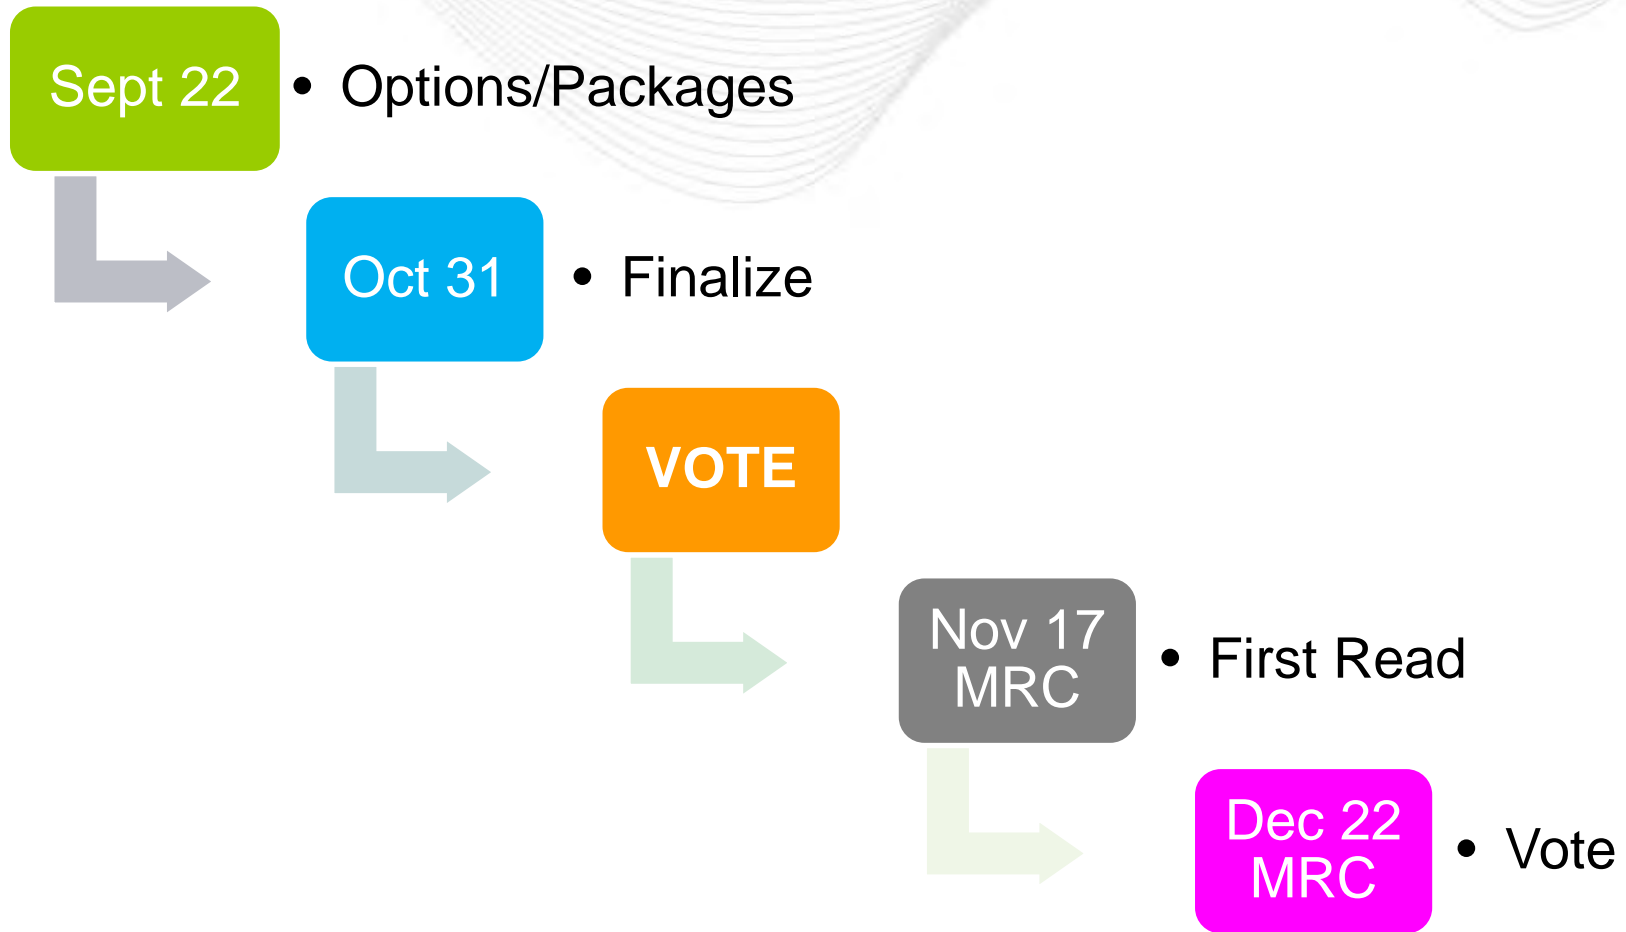 Sept 22
• Options/Packages
Oct 31
• Finalize
VOTE
Nov 17
MRC
• First Read
Dec 22
MRC
• Vote